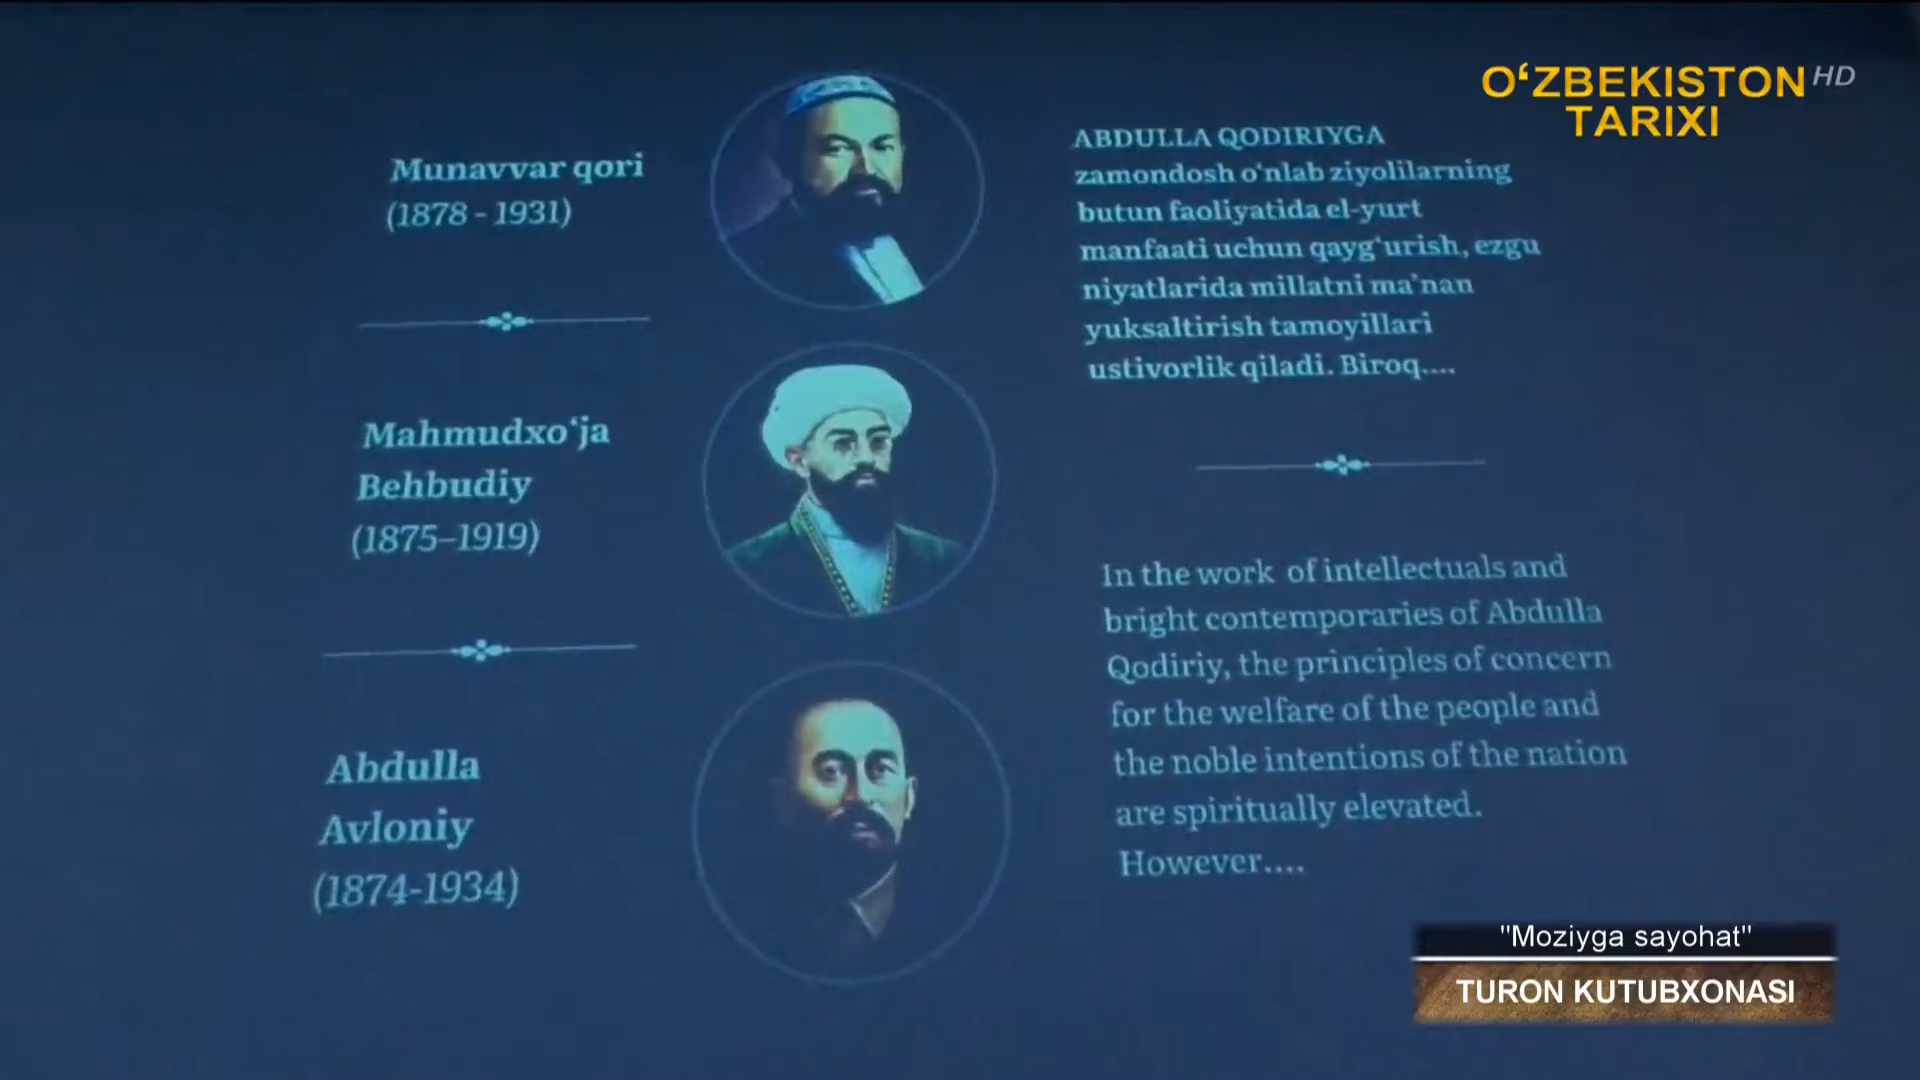 Munavvar qori
(1878 - 1931)
Mahmudxo‘ja
Behbudiy
(1875–1919)
Abdulla
Avloniy
(1874-1934)
ABDULLA QODIRIYGA
zamondosh o‘nlab ziyolilarning
butun faoliyatida el-yurt
manfaati uchun qayg‘urish, ezgu
niyatlarida millatni ma’nan
yuksaltirish tamoyillari
ustivorlik qiladi. Biroq....
In the work of intellectuals and
bright contemporaries of Abdulla
Qodiriy, the principles of concern
for the welfare of the people and
the noble intentions of the nation
are spiritually elevated.
However....
O‘ZBEKISTON HD
TARIXI
"Moziyga sayohat"
TURON KUTUBXONASI